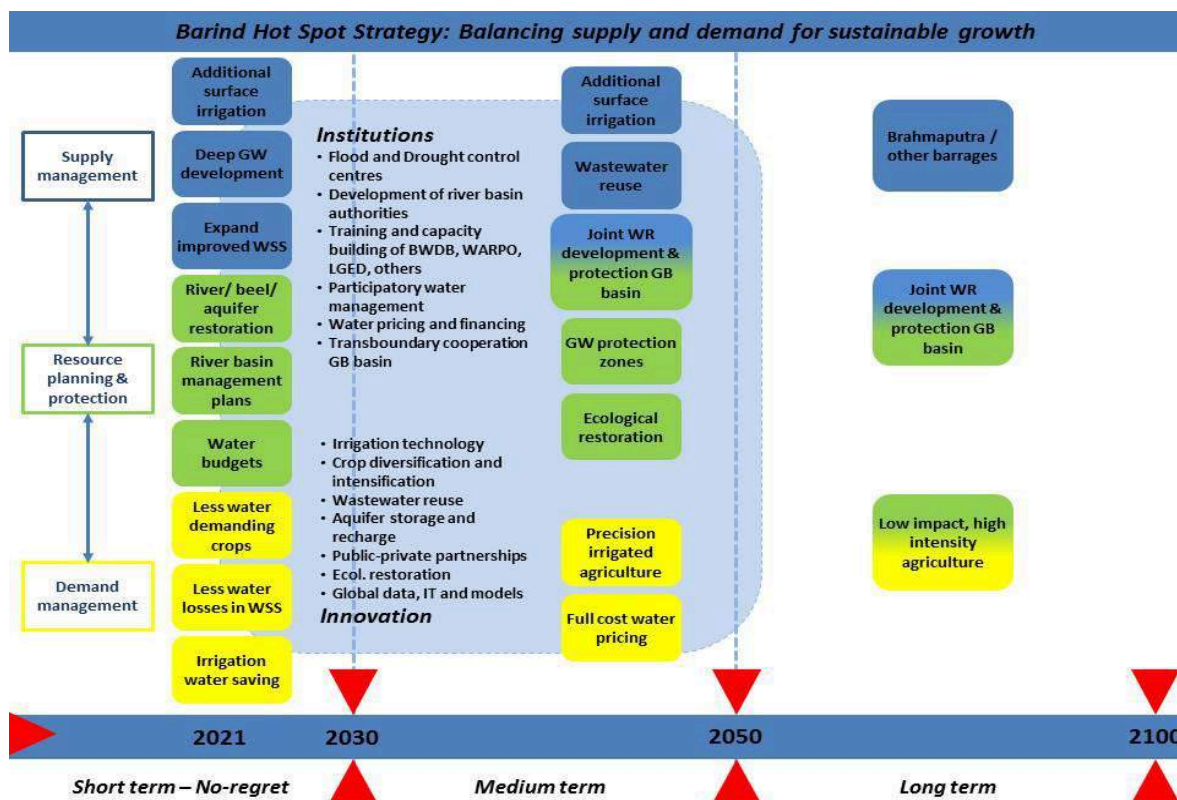 Barind Hot Spot Strategy: Balancing supply and demand for sustainable growth
Supply
management
Resource
planning &
protection
Demand
management
Additional
surface
irrigation
Deep GW
development
Expand
improved WSS
River/ beel/
aquifer
restoration
River basin
management
plans
Water
budgets
Less water
demanding
crops
Less water
losses in WSS
Irrigation
water saving
Institutions
• Flood and Drought control
centres
• Development of river basin
authorities
• Training and capacity
building of BWDB, WARPO,
LGED, others
• Participatory water
management
• Water pricing and financing
• Transboundary cooperation
GB basin
• Irrigation technology
• Crop diversification and
intensification
• Wastewater reuse
• Aquifer storage and
recharge
• Public-private partnerships
• Ecol. restoration
• Global data, IT and models
Innovation
Additional
surface
irrigation
Wastewater
reuse
Joint WR
development &
protection GB
basin
GW protection
zones
Ecological
restoration
Precision
irrigated
agriculture
Full cost water
pricing
Brahmaputra /
other barrages
Joint WR
development &
protection GB
basin
Low impact, high
intensity
agriculture
2021
2030
2050
2100
Short term – No-regret
Medium term
Long term